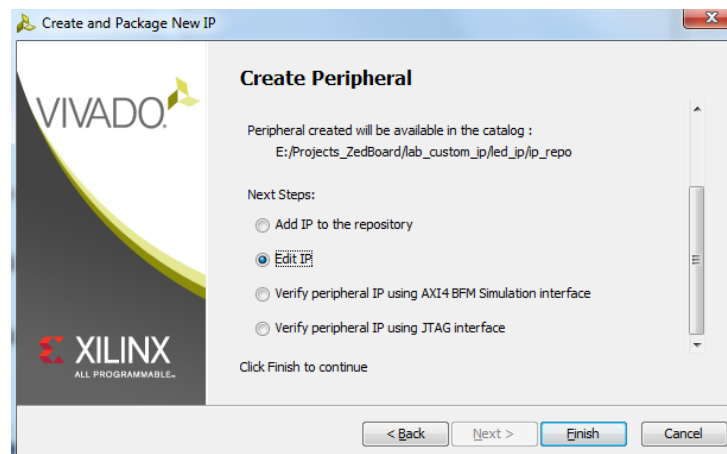 Create and Package New IP
VIVADO
Create Peripheral
Peripheral created will be available in the catalog :
E:/Projects_ZedBoard/lab_custom_ip/led_ip/ip_repo
Next Steps:
Add IP to the repository
Edit IP
Verify peripheral IP using AXI4 BFM Simulation interface
Verify peripheral IP using JTAG interface
Click Finish to continue
XILINX
ALL PROGRAMMABLE™
< Back
Next >
Finish
Cancel